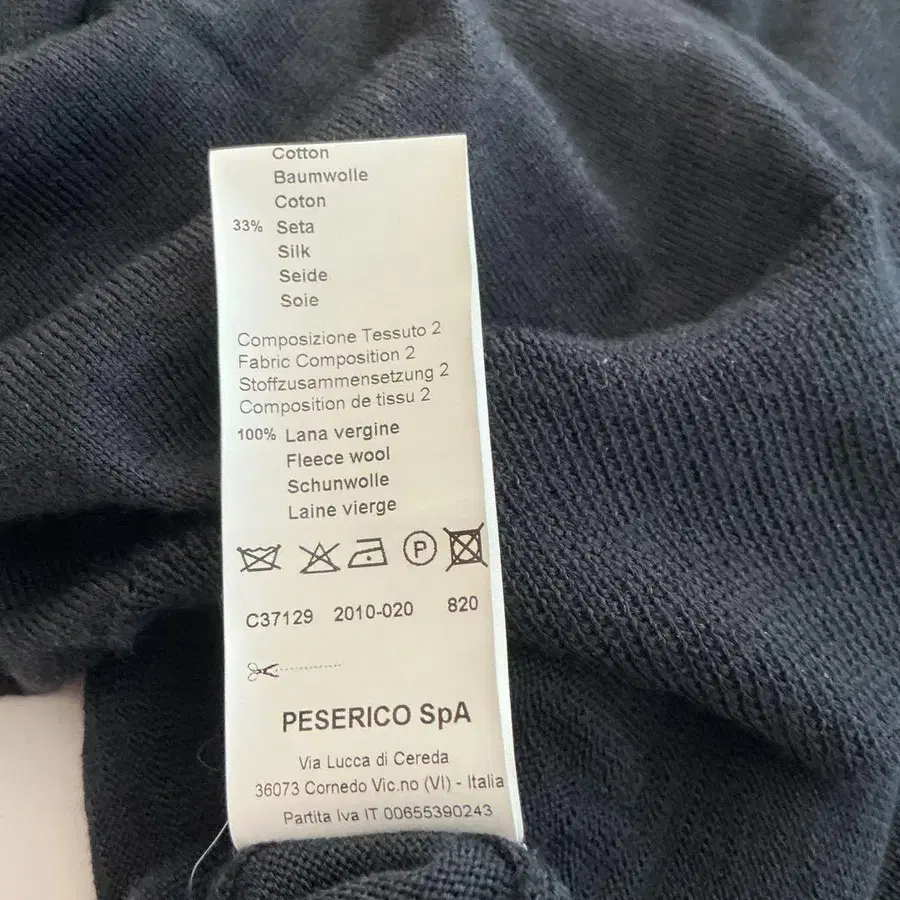 Cotton
Baumwolle
Coton
33% Seta
Silk
Seide
Soie
Composizione Tessuto 2
Fabric Composition 2
Stoffzusammensetzung 2
Composition de tissu 2
100% Lana vergine
Fleece wool
Schunwolle
Laine vierge
P
C37129 2010-020 820
PESERICO SpA
Via Lucca di Cereda
36073 Cornedo Vic.no (VI) - Italia
Partita Iva IT 00655390243